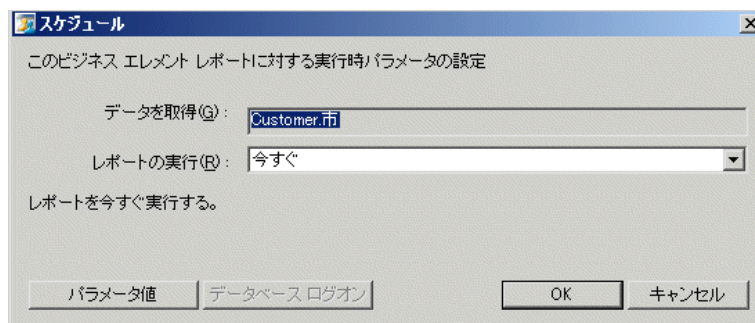 スケジュール
このビジネス エレメント レポートに対する実行時パラメータの設定
データを取得(G): Customer.市
レポートの実行(R): 今すぐ
レポートを今すぐ実行する。
パラメータ値 データベース ログオン OK キャンセル